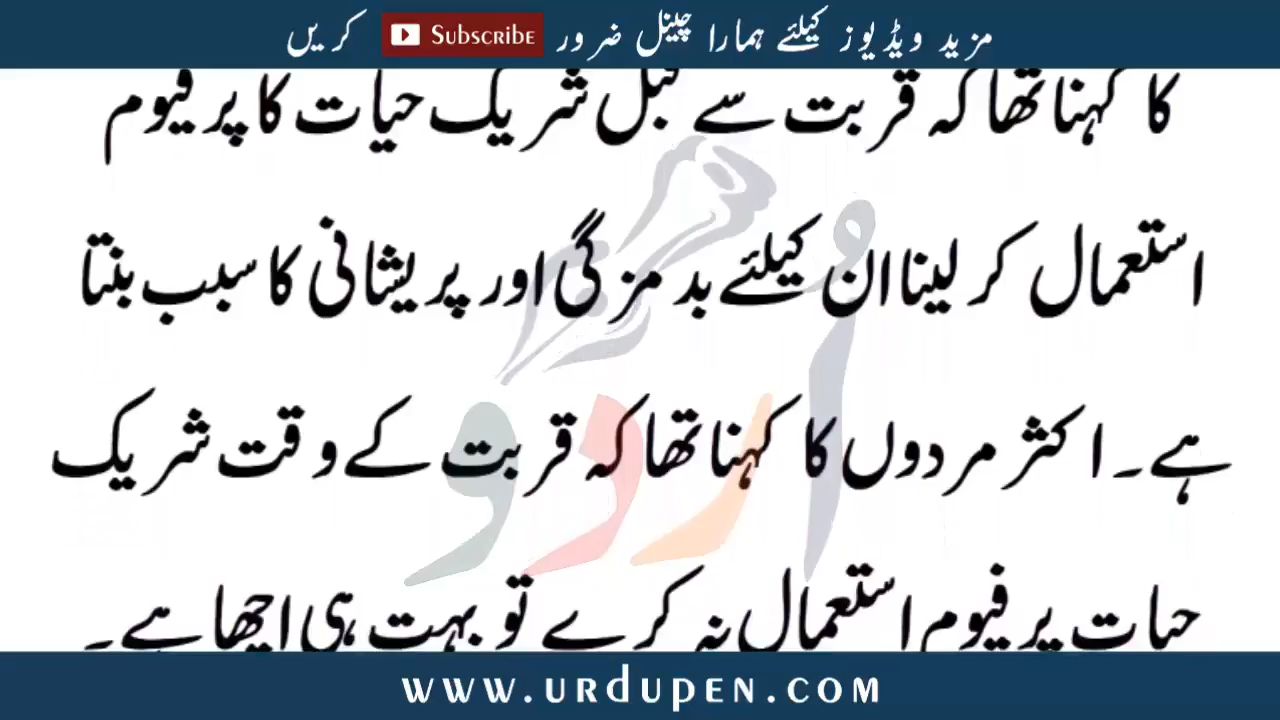 مزید ویڈیوز کیلئے ہمارا چینل ضرور Subscribe کریں
کا کہنا تھا کہ قربت سے قبل شریک حیات کا پرفیوم
استعمال کر لینا ان کیلئے بدمزگی اور پریشانی کا سبب بنتا
ہے۔ اکثر مردوں کا کہنا تھا کہ قربت کے وقت شریک
حیات پرفیوم استعمال نہ کرے تو بہت ہی اچھا ہے۔
اردو
www.urdupen.com